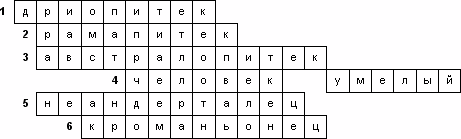 1 дриопитек
2 рамапитек
3 австралопитек
4 человек умелый
5 неандерталец
6 кроманьонец